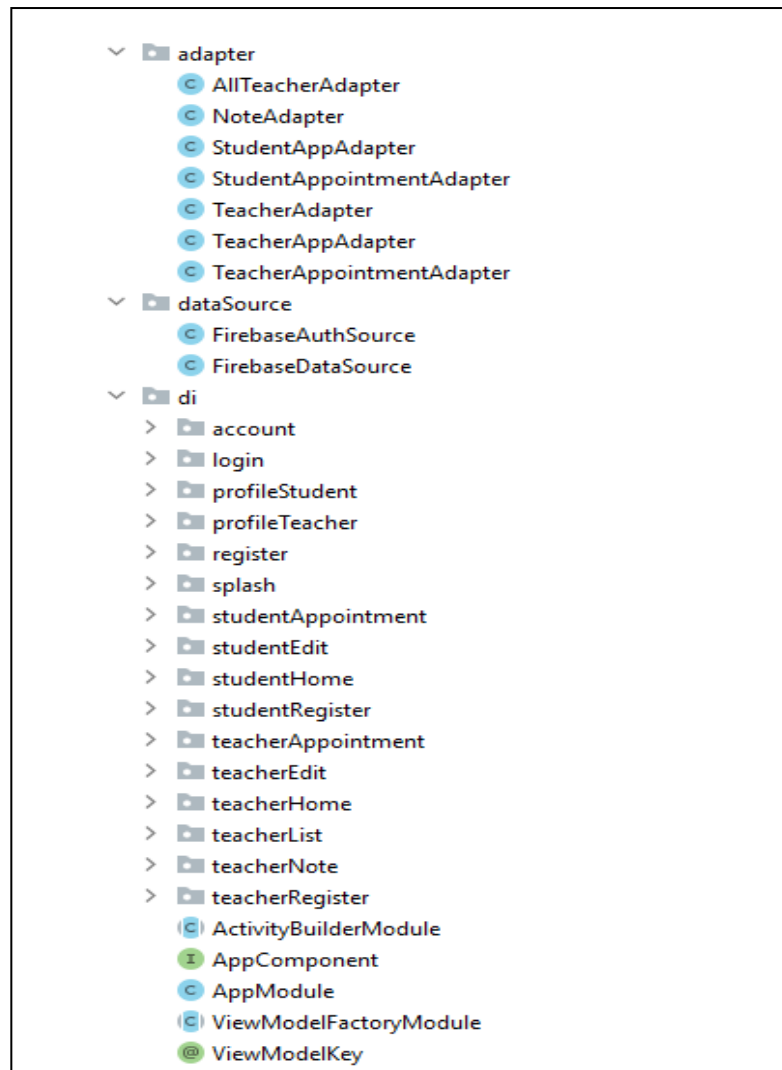 adapter
AllTeacherAdapter
NoteAdapter
StudentAppAdapter
StudentAppointmentAdapter
TeacherAdapter
TeacherAppAdapter
TeacherAppointmentAdapter
dataSource
FirebaseAuthSource
FirebaseDataSource
di
account
login
profileStudent
profileTeacher
register
splash
studentAppointment
studentEdit
studentHome
studentRegister
teacherAppointment
teacherEdit
teacherHome
teacherList
teacherNote
teacherRegister
ActivityBuilderModule
AppComponent
AppModule
ViewModelFactoryModule
ViewModelKey